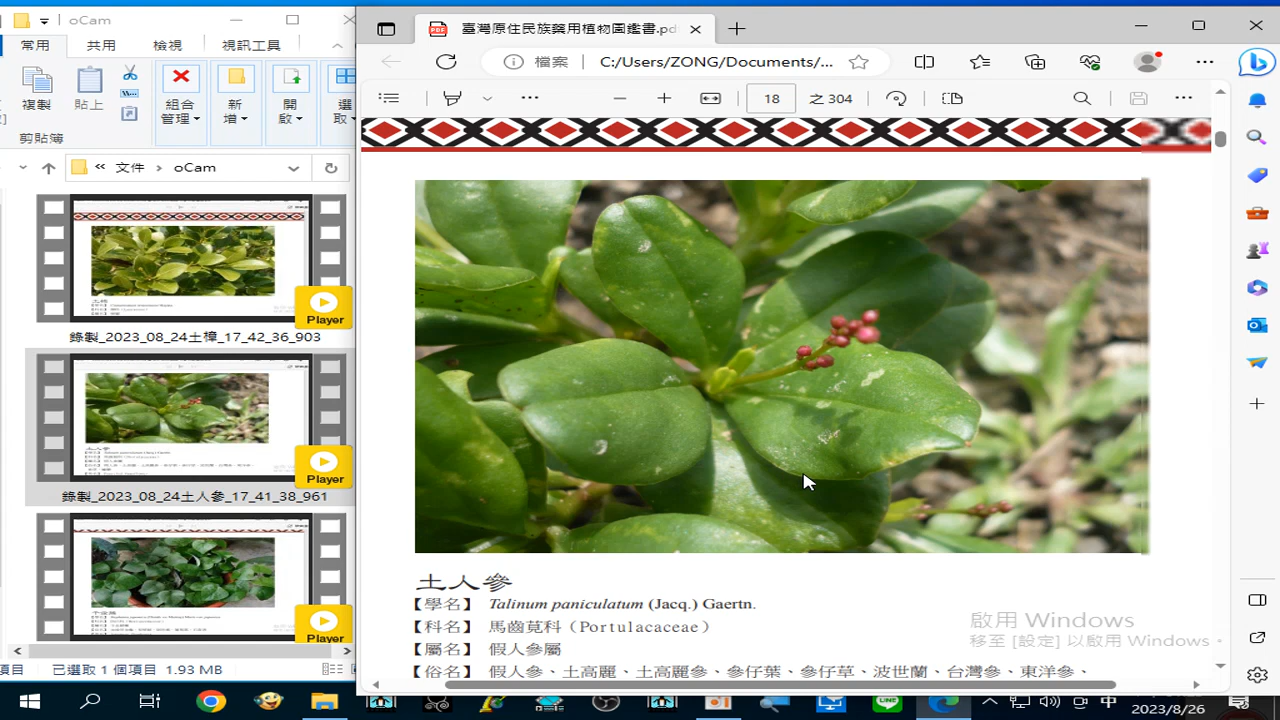 oCam
常用 共用 檢視 視訊工具
複製 貼上 組合管理 新增 開啟 選取
剪貼簿
« 文件 › oCam
Player
錄製_2023_08_24土樟_17_42_36_903
Player
錄製_2023_08_24土人參_17_41_38_961
Player
項目 已選取 1 個項目 1.93 MB
臺灣原住民族藥用植物圖鑑書.pdf
檔案 C:/Users/ZONG/Documents/...
18 之 304
土人參
【學名】 Talinum paniculatum (Jacq.) Gaertn.
【科名】 馬齒莧科（Portulacaceae）
【屬名】 假人參屬
【俗名】 假人參、土高麗、土高麗參、參仔葉、參仔草、波世蘭、台灣參、東洋參、
啟用 Windows
移至 [設定] 以啟用 Windows。
LINE
中
2023/8/26